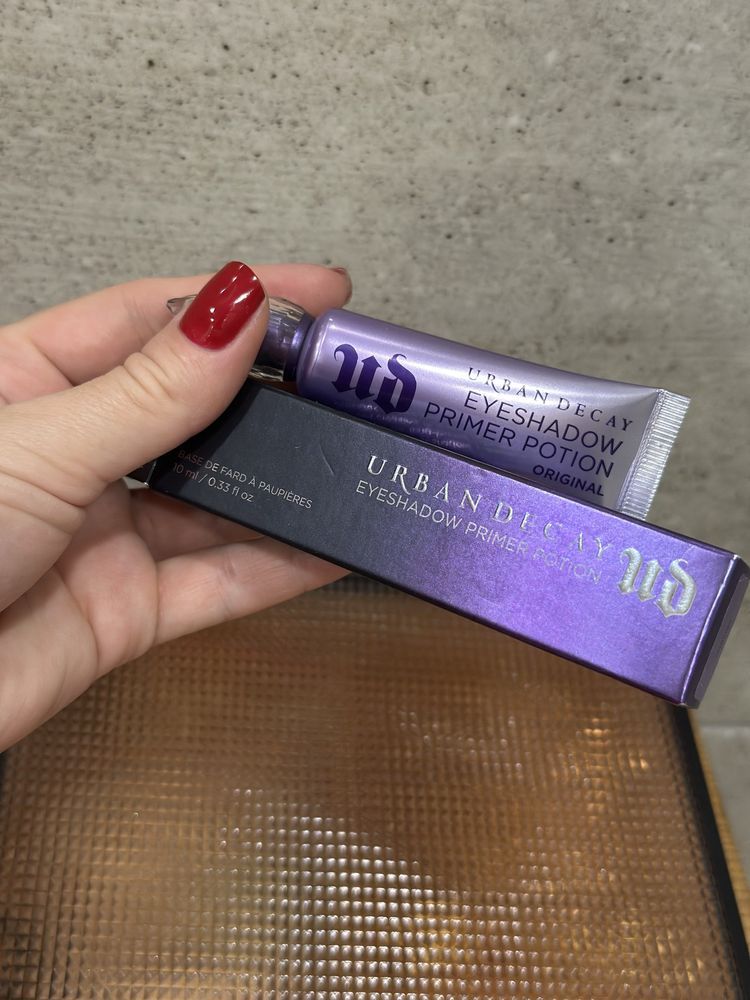 ud
URBAN DECAY
EYESHADOW
PRIMER POTION
ORIGINAL
BASE DE FARD À PAUPIÈRES
10 ml / 0.33 fl oz
URBAN DECAY
EYESHADOW PRIMER POTION
ud